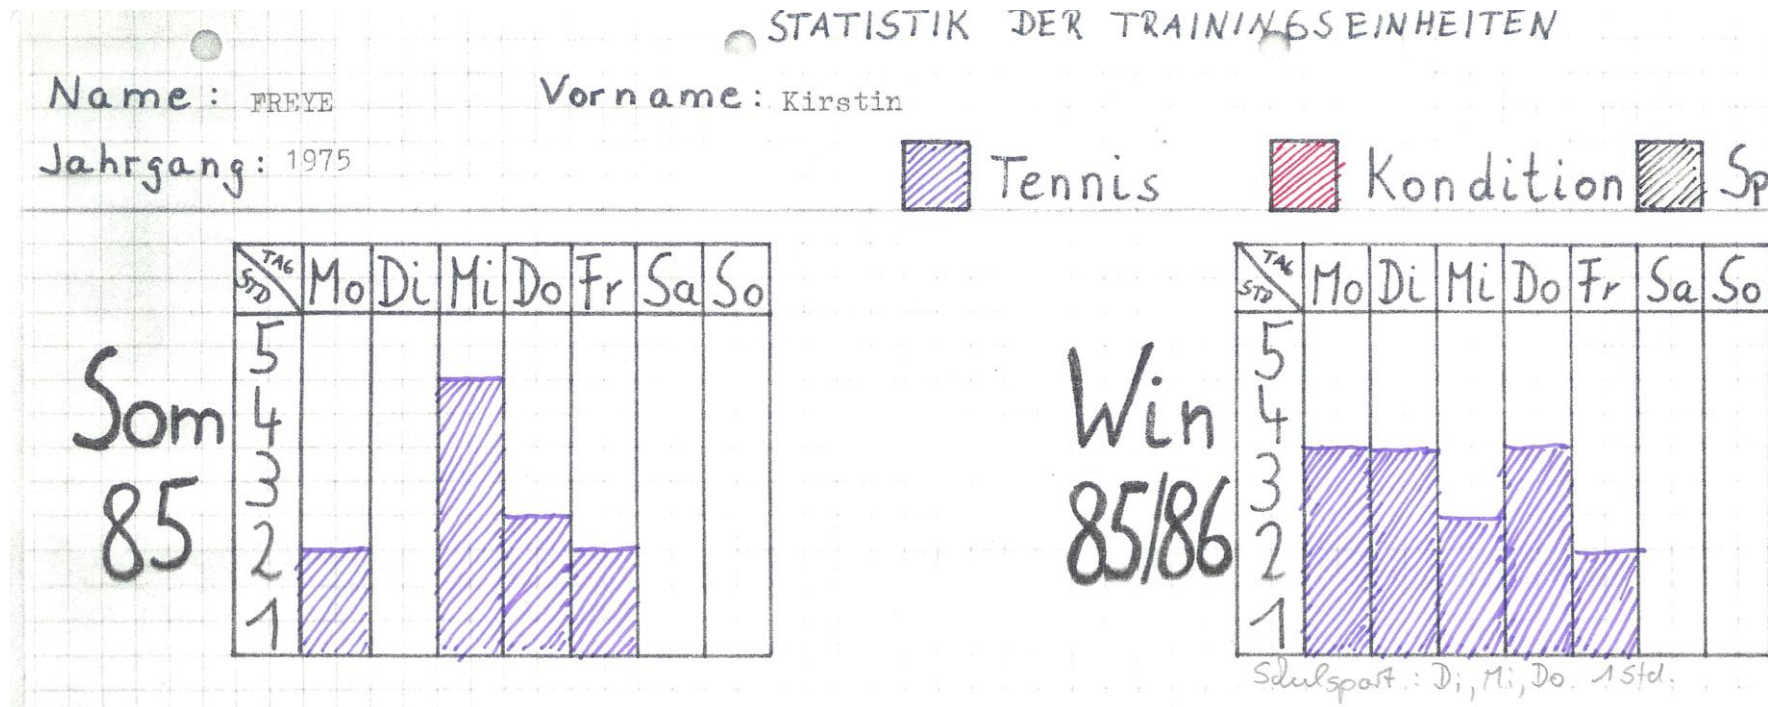 STATISTIK DER TRAININGSEINHEITEN
Name: FREYE Vorname: Kirstin
Jahrgang: 1975
Tennis Kondition Sp
TAG STD Mo Di Mi Do Fr Sa So
5
4
3
2
1
Som
85
TAG STD Mo Di Mi Do Fr Sa So
5
4
3
2
1
Win
85/86
Schulsport: Di, Mi, Do. 1 Std.